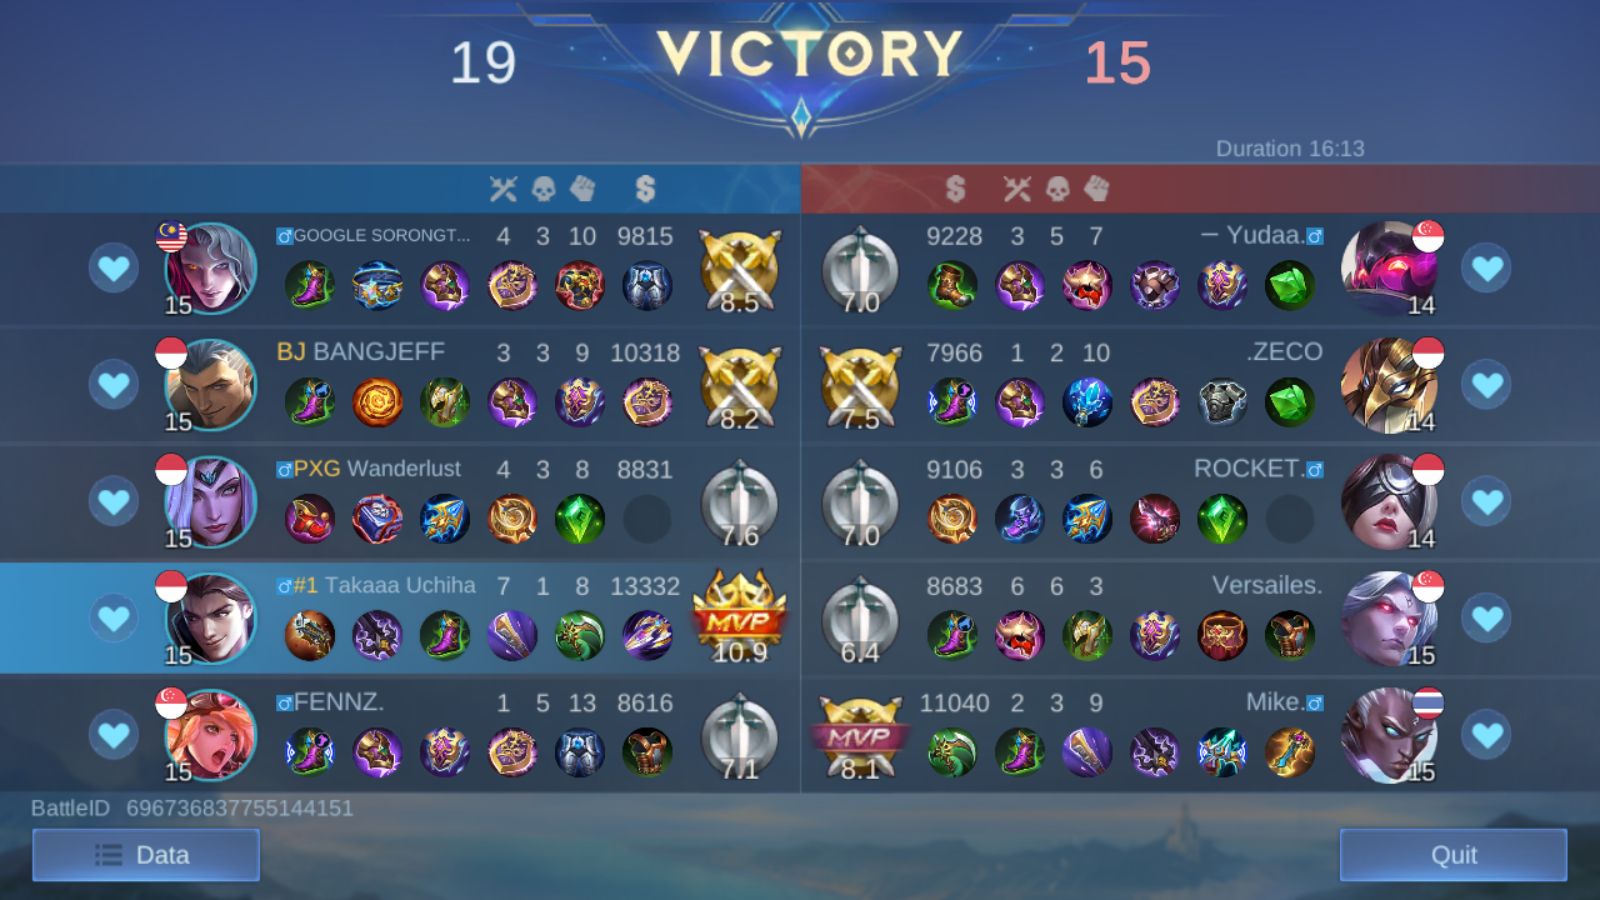 19 VICTORY 15
Duration 16:13
GOOGLE SORONGT... 4 3 10 9815
15 8.5
9228 3 5 7 一 Yudaa.
7.0 14
BJ BANGJEFF 3 3 9 10318
15 8.2
7966 1 2 10 .ZECO
7.5 14
PXG Wanderlust 4 3 8 8831
15 7.6
9106 3 3 6 ROCKET.
7.0 14
#1 Takaaa Uchiha 7 1 8 13332
MVP
15 10.9
8683 6 6 3 Versailes.
6.4 15
FENNZ. 1 5 13 8616
15 7.1
11040 2 3 9 Mike.
MVP
8.1 15
BattleID 696736837755144151
Data
Quit